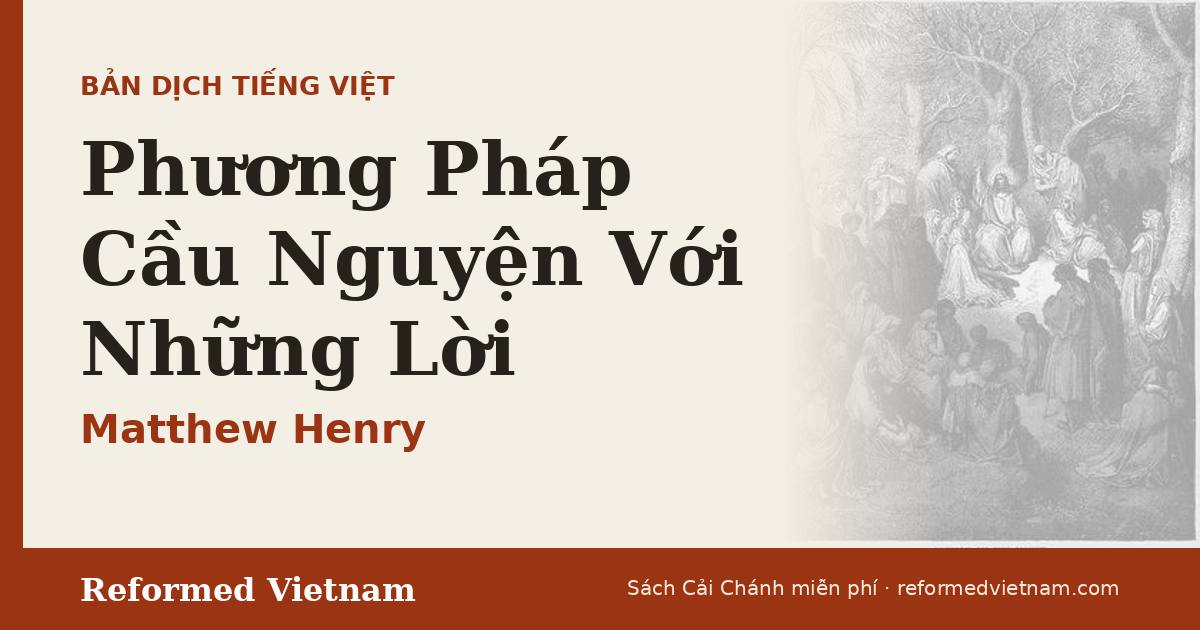 BẢN DỊCH TIẾNG VIỆT
Phương Pháp
Cầu Nguyện Với
Những Lời
Matthew Henry
Reformed Vietnam
Sách Cải Chánh miễn phí · reformedvietnam.com